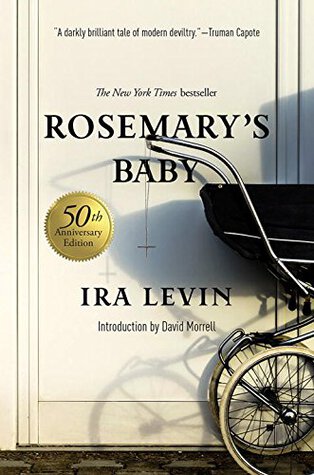 "A darkly brilliant tale of modern deviltry."—Truman Capote
The New York Times bestseller
ROSEMARY'S
BABY
50th
Anniversary
Edition
IRA LEVIN
Introduction by David Morrell